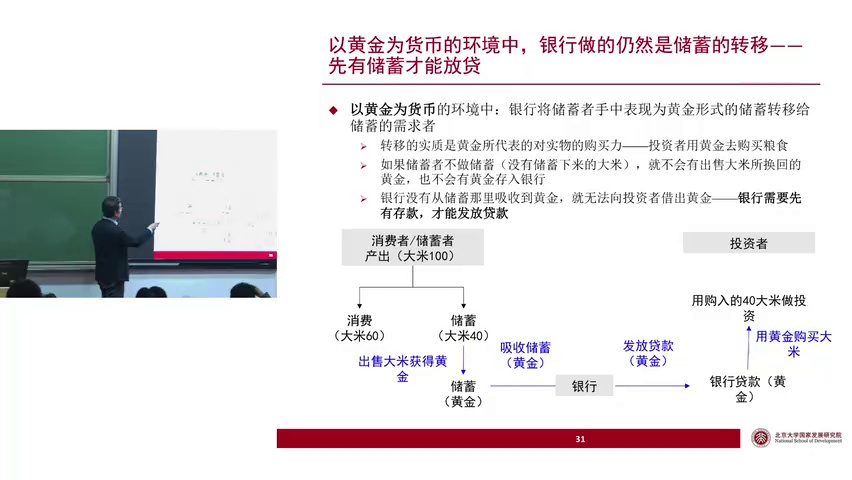 以黄金为货币的环境中，银行做的仍然是储蓄的转移——
先有储蓄才能放贷
以黄金为货币的环境中：银行将储蓄者手中表现为黄金形式的储蓄转移给
储蓄的需求者
转移的实质是黄金所代表的对实物的购买力——投资者用黄金去购买粮食
如果储蓄者不做储蓄（没有储蓄下来的大米），就不会有出售大米所换回的
黄金，也不会有黄金存入银行
银行没有从储蓄那里吸收到黄金，就无法向投资者借出黄金——银行需要先
有存款，才能发放贷款
消费者/储蓄者
产出（大米100）
投资者
消费
（大米60）
储蓄
（大米40）
出售大米获得黄
金
储蓄
（黄金）
吸收储蓄
（黄金）
银行
发放贷款
（黄金）
用购入的40大米做投
资
用黄金购买大
米
银行贷款（黄
金）
31
北京大学国家发展研究院
National School of Development